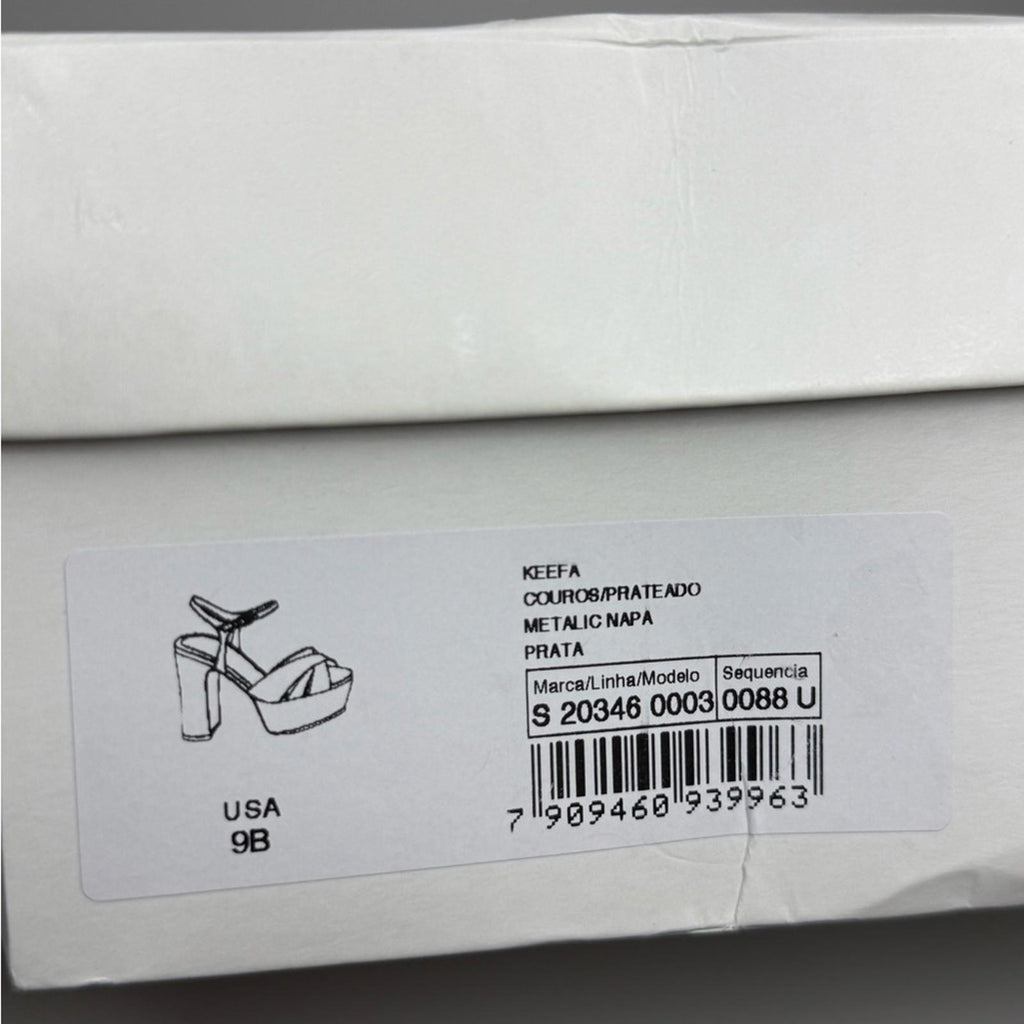 KEEFA
COUROS/PRATEADO
METALIC NAPA
PRATA
Marca/Linha/Modelo Sequencia
S 20346 0003 0088 U
7 909460 939963
USA
9B